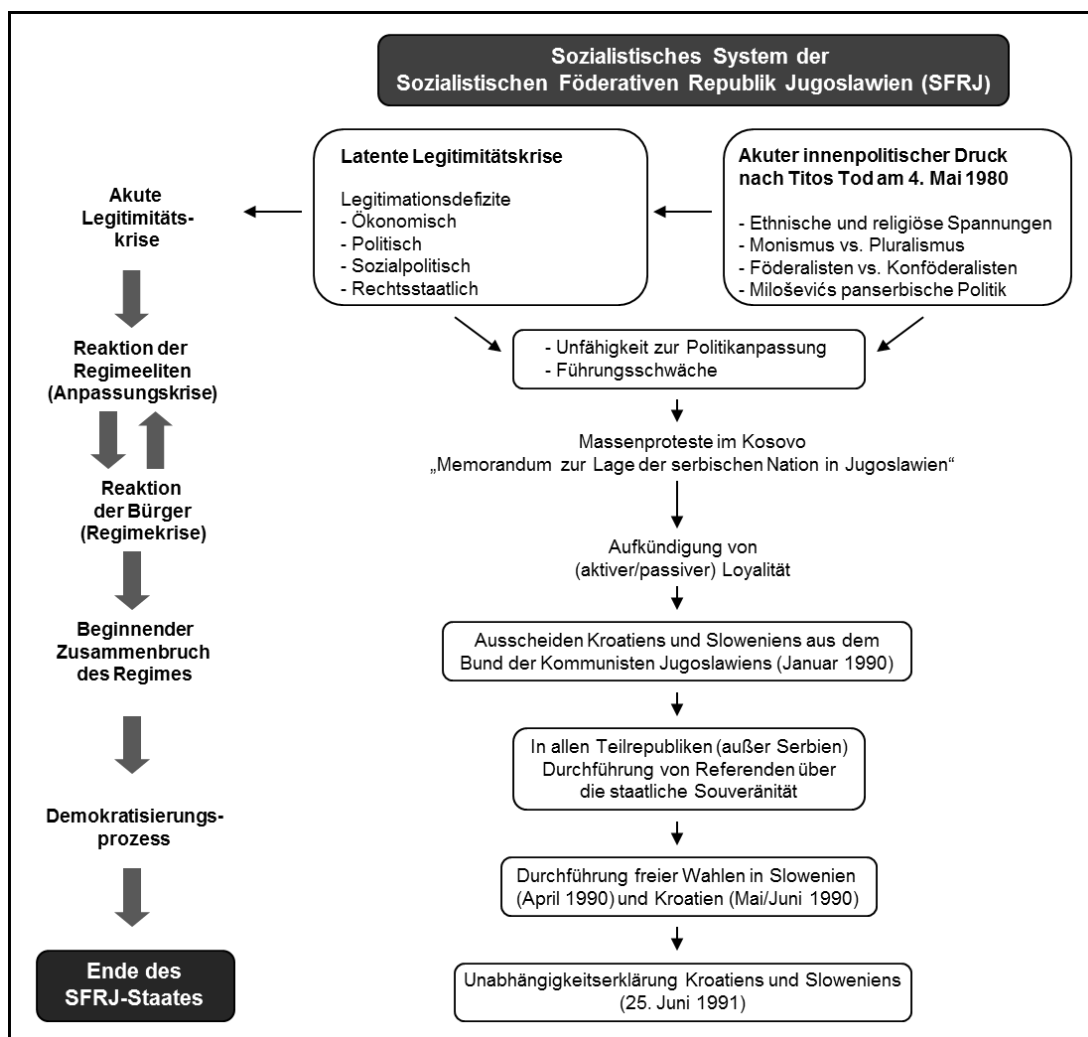 Sozialistisches System der
Sozialistischen Föderativen Republik Jugoslawien (SFRJ)
Latente Legitimitätskrise
Legitimationsdefizite
- Ökonomisch
- Politisch
- Sozialpolitisch
- Rechtsstaatlich
Akuter innenpolitischer Druck
nach Titos Tod am 4. Mai 1980
- Ethnische und religiöse Spannungen
- Monismus vs. Pluralismus
- Föderalisten vs. Konföderalisten
- Miloševićs panserbische Politik
Akute
Legitimitäts-
krise
Reaktion der
Regimeeliten
(Anpassungskrise)
Reaktion
der Bürger
(Regimekrise)
Beginnender
Zusammenbruch
des Regimes
Demokratisierungs-
prozess
Ende des
SFRJ-Staates
- Unfähigkeit zur Politikanpassung
- Führungsschwäche
Massenproteste im Kosovo
„Memorandum zur Lage der serbischen Nation in Jugoslawien“
Aufkündigung von
(aktiver/passiver) Loyalität
Ausscheiden Kroatiens und Sloweniens aus dem
Bund der Kommunisten Jugoslawiens (Januar 1990)
In allen Teilrepubliken (außer Serbien)
Durchführung von Referenden über
die staatliche Souveränität
Durchführung freier Wahlen in Slowenien
(April 1990) und Kroatien (Mai/Juni 1990)
Unabhängigkeitserklärung Kroatiens und Sloweniens
(25. Juni 1991)